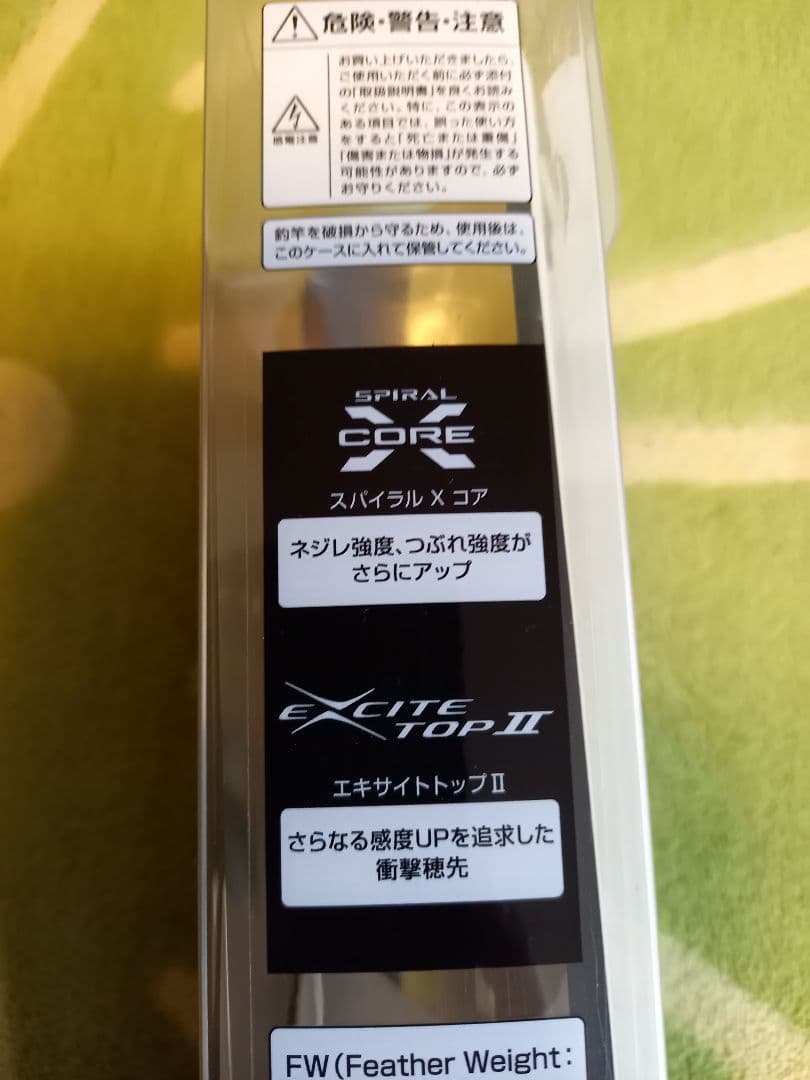 危険・警告・注意
お買い上げいただきましたら、
ご使用いただく前に必ず添付
の「取扱説明書」を良くお読み
ください。特に、この表示の
ある項目では、誤った使い方
をすると「死亡または重傷」
「傷害または物損」が発生する
可能性がありますので、必ず
お守りください。
感電注意
釣竿を破損から守るため、使用後は、
このケースに入れて保管してください。
SPIRAL
X
CORE
スパイラル X コア
ネジレ強度、つぶれ強度が
さらにアップ
EXCITE
TOP II
エキサイトトップⅡ
さらなる感度UPを追求した
衝撃穂先
FW(Feather Weight: